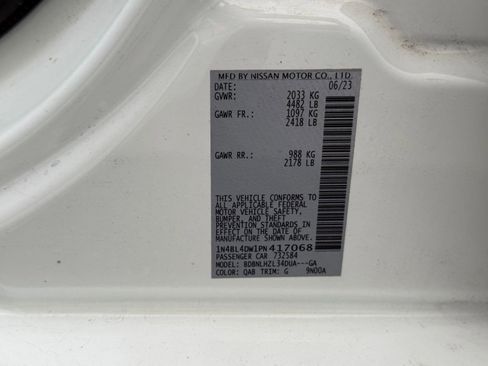 MFD BY NISSAN MOTOR CO., LTD.
DATE: 06/23
GVWR: 2033 KG
4482 LB
GAWR FR.: 1097 KG
2418 LB
GAWR RR.: 988 KG
2178 LB
THIS VEHICLE CONFORMS TO
ALL APPLICABLE FEDERAL
MOTOR VEHICLE SAFETY,
BUMPER, AND THEFT
PREVENTION STANDARDS
IN EFFECT ON THE DATE OF
MANUFACTURE SHOWN ABOVE.
1N4BL4DW1PN417068
PASSENGER CAR 732584
MODEL: BDBNLHZL34DUA---GA
COLOR: QAB TRIM: G 9N00A